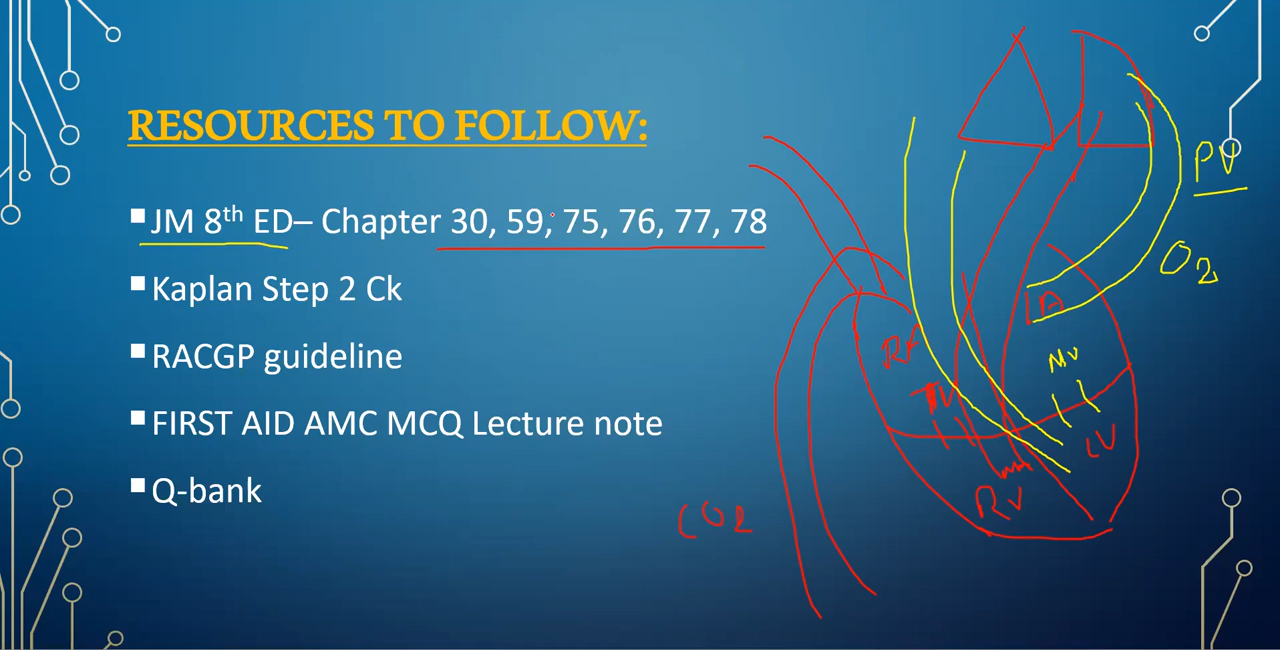 RESOURCES TO FOLLOW:
JM 8th ED– Chapter 30, 59, 75, 76, 77, 78
Kaplan Step 2 Ck
RACGP guideline
FIRST AID AMC MCQ Lecture note
Q-bank
PV
O2
LA
RA
MV
TV
LV
RV
CO2